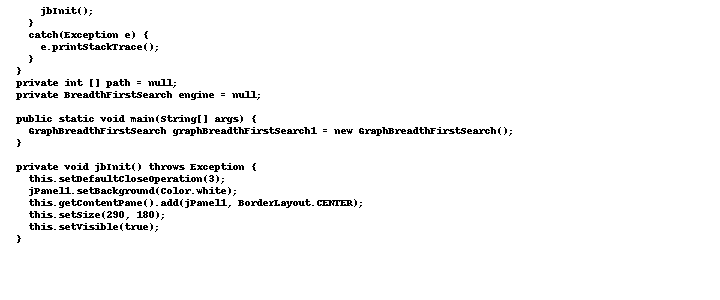 jbInit();
}
catch(Exception e) {
e.printStackTrace();
}
}
private int [] path = null;
private BreadthFirstSearch engine = null;
public static void main(String[] args) {
GraphBreadthFirstSearch graphBreadthFirstSearch1 = new GraphBreadthFirstSearch();
}
private void jbInit() throws Exception {
this.setDefaultCloseOperation(3);
jPanel1.setBackground(Color.white);
this.getContentPane().add(jPanel1, BorderLayout.CENTER);
this.setSize(290, 180);
this.setVisible(true);
}